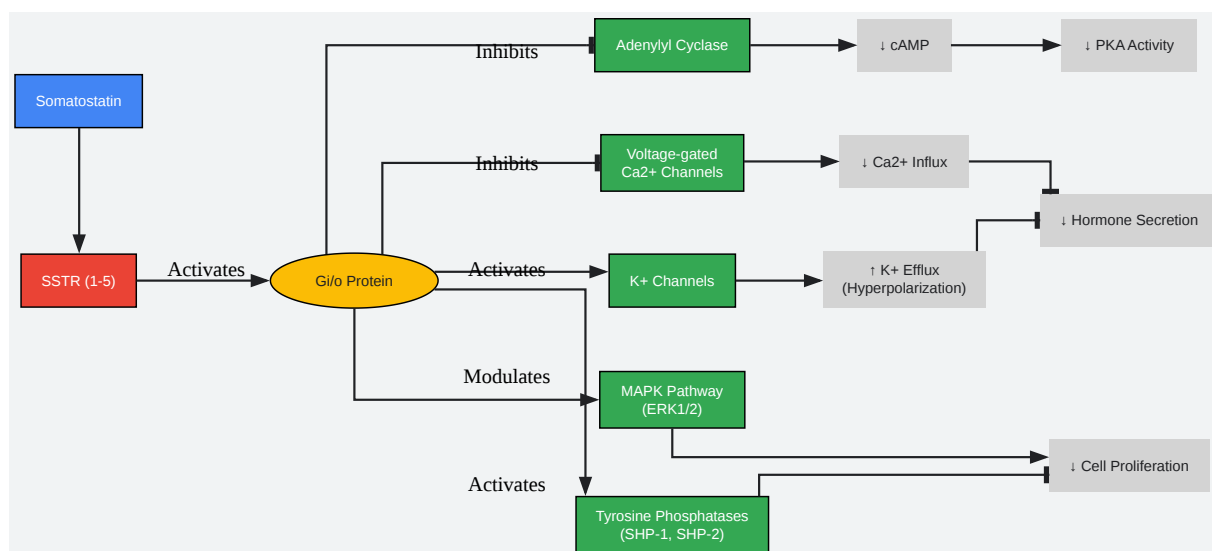 Inhibits
Adenylyl Cyclase
↓ cAMP
↓ PKA Activity
Somatostatin
Inhibits
Voltage-gated
Ca2+ Channels
↓ Ca2+ Influx
↓ Hormone Secretion
SSTR (1-5)
Activates
Gi/o Protein
Activates
K+ Channels
↑ K+ Efflux
(Hyperpolarization)
Modulates
MAPK Pathway
(ERK1/2)
↓ Cell Proliferation
Activates
Tyrosine Phosphatases
(SHP-1, SHP-2)